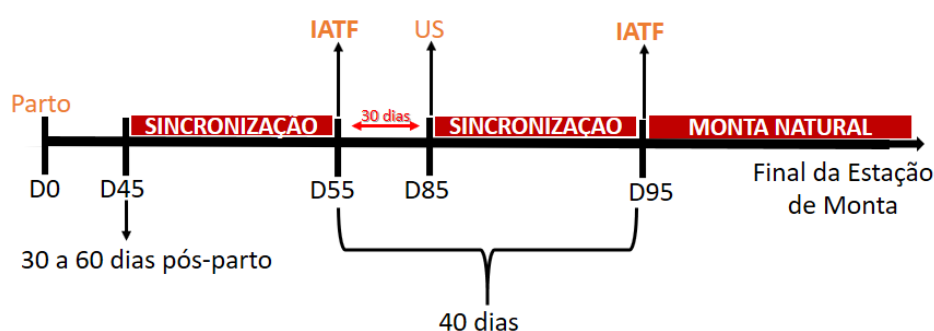 IATF
US
IATF
Parto
30 dias
SINCRONIZAÇÃO
SINCRONIZAÇAO
MONTA NATURAL
D0
D45
D55
D85
D95
Final da Estação
de Monta
30 a 60 dias pós-parto
40 dias